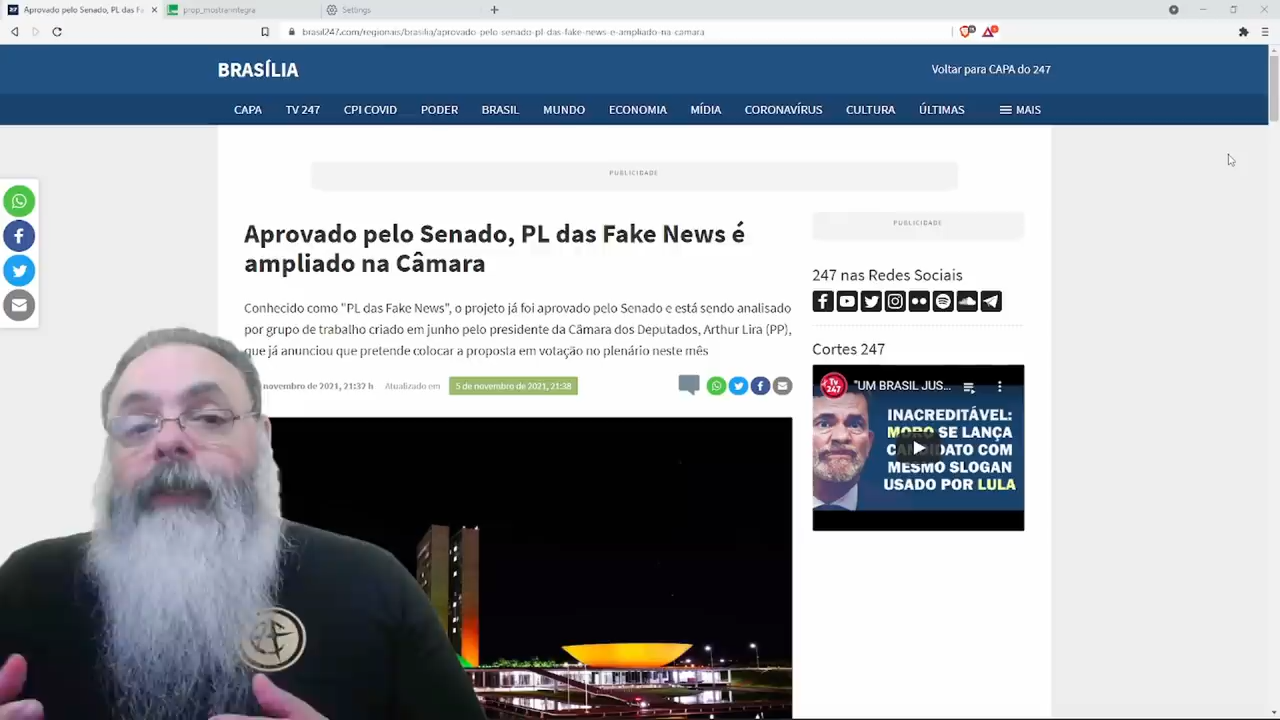 Aprovado pelo Senado, PL das Fa
prop_mostrarintegra
Settings
brasil247.com/regionais/brasilia/aprovado-pelo-senado-pl-das-fake-news-e-ampliado-na-camara
BRASÍLIA
Voltar para CAPA do 247
CAPA TV 247 CPI COVID PODER BRASIL MUNDO ECONOMIA MÍDIA CORONAVÍRUS CULTURA ÚLTIMAS MAIS
PUBLICIDADE
Aprovado pelo Senado, PL das Fake News é
ampliado na Câmara
Conhecido como "PL das Fake News", o projeto já foi aprovado pelo Senado e está sendo analisado
por grupo de trabalho criado em junho pelo presidente da Câmara dos Deputados, Arthur Lira (PP),
que já anunciou que pretende colocar a proposta em votação no plenário neste mês
novembro de 2021, 21:32 h Atualizado em 5 de novembro de 2021, 21:38
PUBLICIDADE
247 nas Redes Sociais
Cortes 247
Tv 247
"UM BRASIL JUS...
INACREDITÁVEL:
MORO SE LANÇA
CANDIDATO COM
MESMO SLOGAN
USADO POR LULA